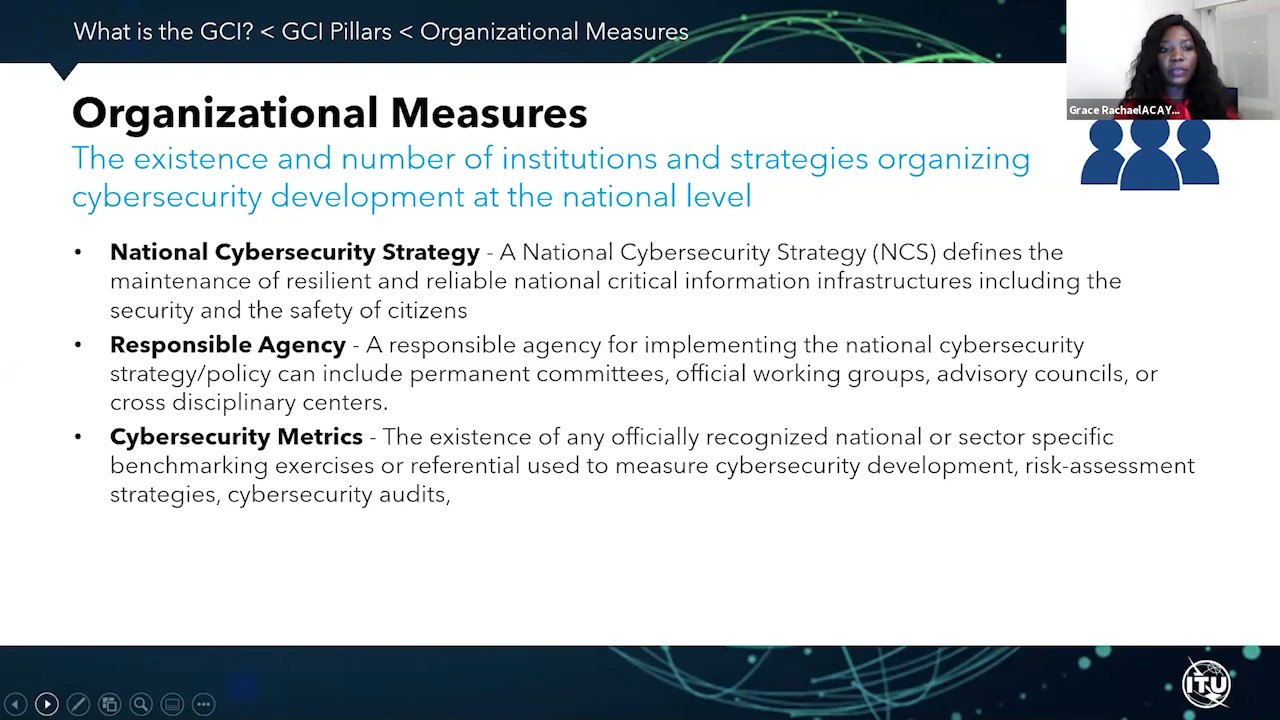 What is the GCI? < GCI Pillars < Organizational Measures
Grace RachaelACAY...
Organizational Measures
The existence and number of institutions and strategies organizing
cybersecurity development at the national level
• National Cybersecurity Strategy - A National Cybersecurity Strategy (NCS) defines the
maintenance of resilient and reliable national critical information infrastructures including the
security and the safety of citizens
• Responsible Agency - A responsible agency for implementing the national cybersecurity
strategy/policy can include permanent committees, official working groups, advisory councils, or
cross disciplinary centers.
• Cybersecurity Metrics - The existence of any officially recognized national or sector specific
benchmarking exercises or referential used to measure cybersecurity development, risk-assessment
strategies, cybersecurity audits,
ITU